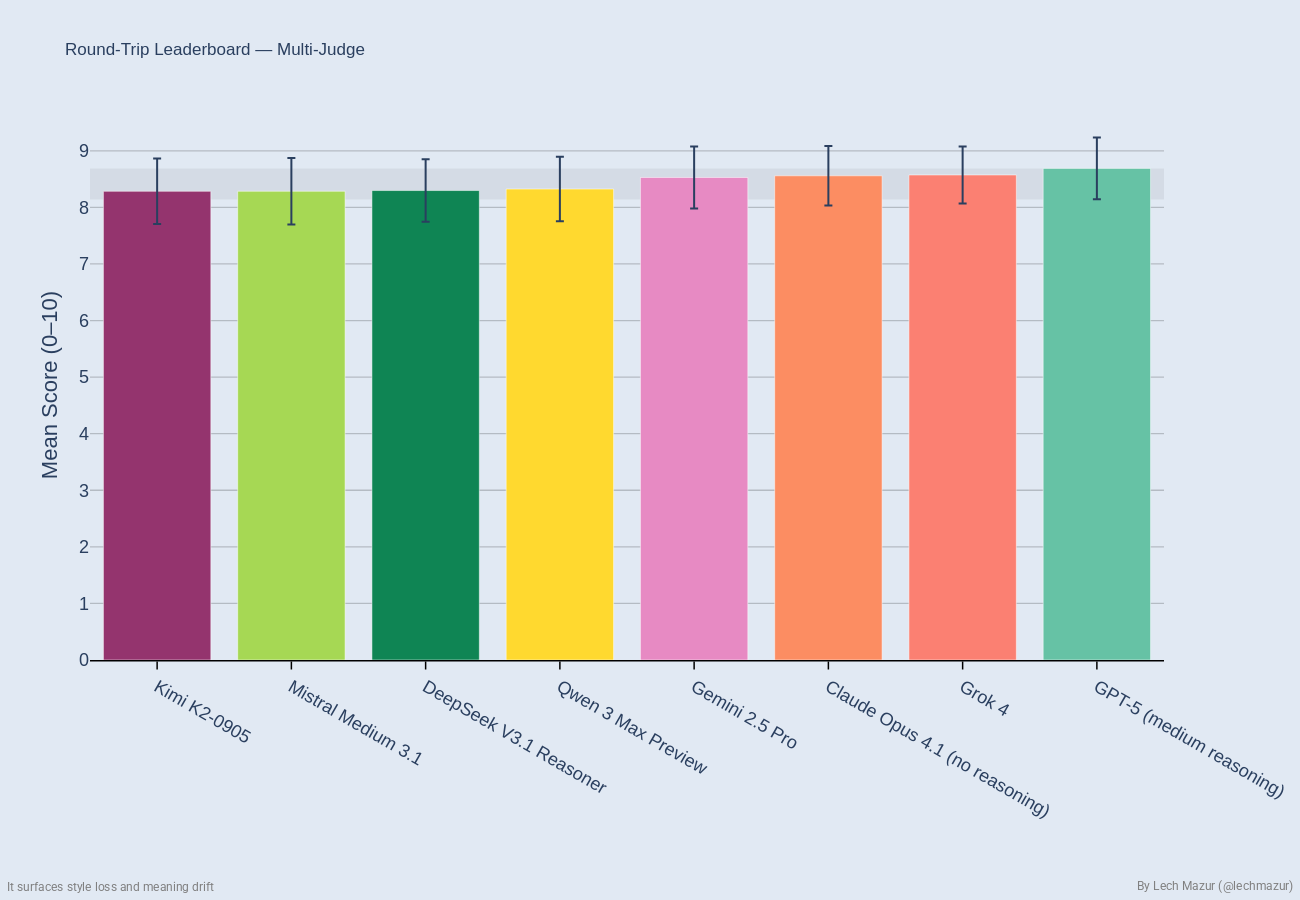 Round-Trip Leaderboard — Multi-Judge
Mean Score (0–10)
9
8
7
6
5
4
3
2
1
0
Kimi K2-0905
Mistral Medium 3.1
DeepSeek V3.1 Reasoner
Qwen 3 Max Preview
Gemini 2.5 Pro
Claude Opus 4.1 (no reasoning)
Grok 4
GPT-5 (medium reasoning)
It surfaces style loss and meaning drift
By Lech Mazur (@lechmazur)